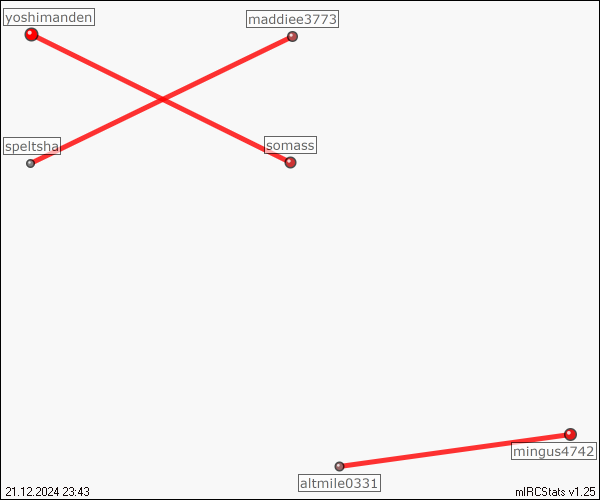 yoshimanden
maddiee3773
speltsha
somass
mingus4742
altmile0331
21.12.2024 23:43
mIRCStats v1.25